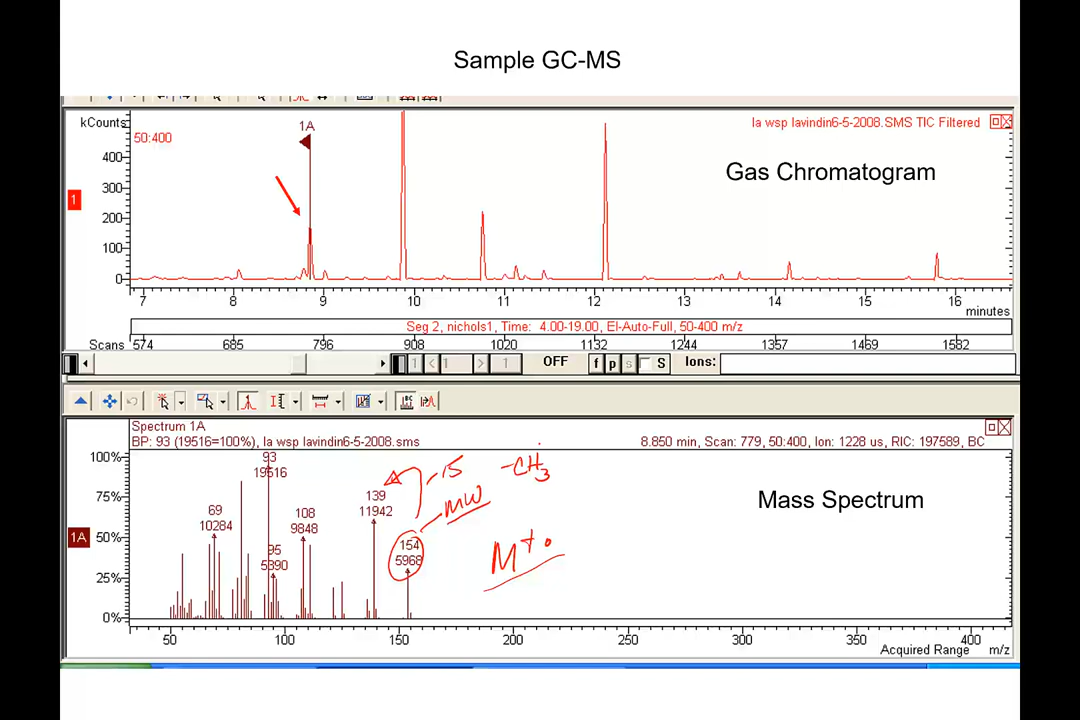 Sample GC-MS
kCounts
1A
50:400
la wsp lavindin6-5-2008.SMS TIC Filtered
400
300
200
100
0
1
Gas Chromatogram
7 8 9 10 11 12 13 14 15 16
minutes
Seg 2, nichols1, Time: 4.00-19.00, EI-Auto-Full, 50-400 m/z
Scans 574 685 796 908 1020 1132 1244 1357 1469 1582
1 1 OFF f p s S Ions:
Spectrum 1A
BP: 93 (19516=100%), la wsp lavindin6-5-2008.sms
8.850 min, Scan: 779, 50:400, Ion: 1228 us, RIC: 197589, BC
100%
75%
50%
25%
0%
1A
93
19516
69
10284
95
5390
108
9848
139
11942
154
5968
-15 -CH3
MW
M+•
Mass Spectrum
50 100 150 200 250 300 350 400
Acquired Range m/z